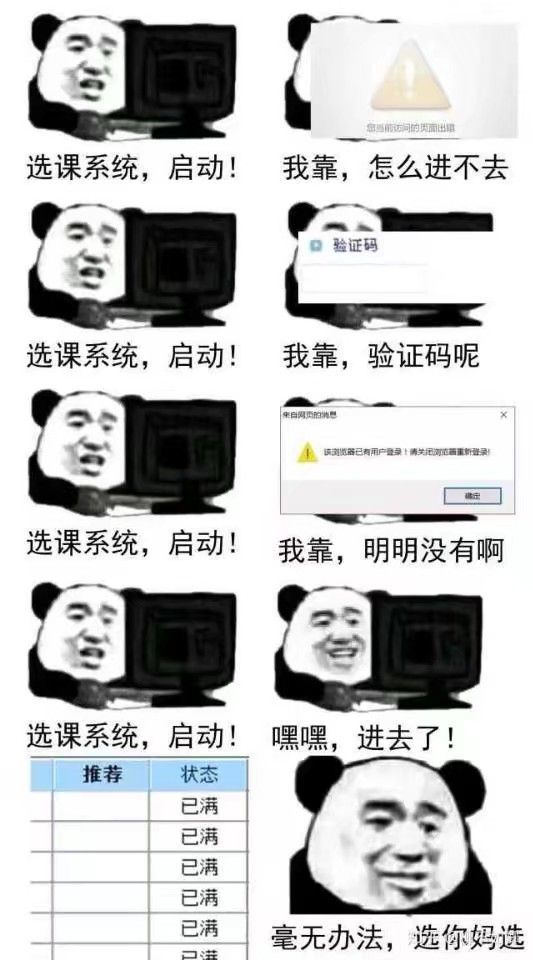 您当前访问的页面出错
选课系统，启动！
我靠，怎么进不去
验证码
选课系统，启动！
我靠，验证码呢
来自网页的消息
该浏览器已有用户登录！请关闭浏览器重新登录!
确定
选课系统，启动！
我靠，明明没有啊
选课系统，启动！
嘿嘿，进去了！
推荐 状态
已满
已满
已满
已满
已满
已满
毫无办法，选你妈选